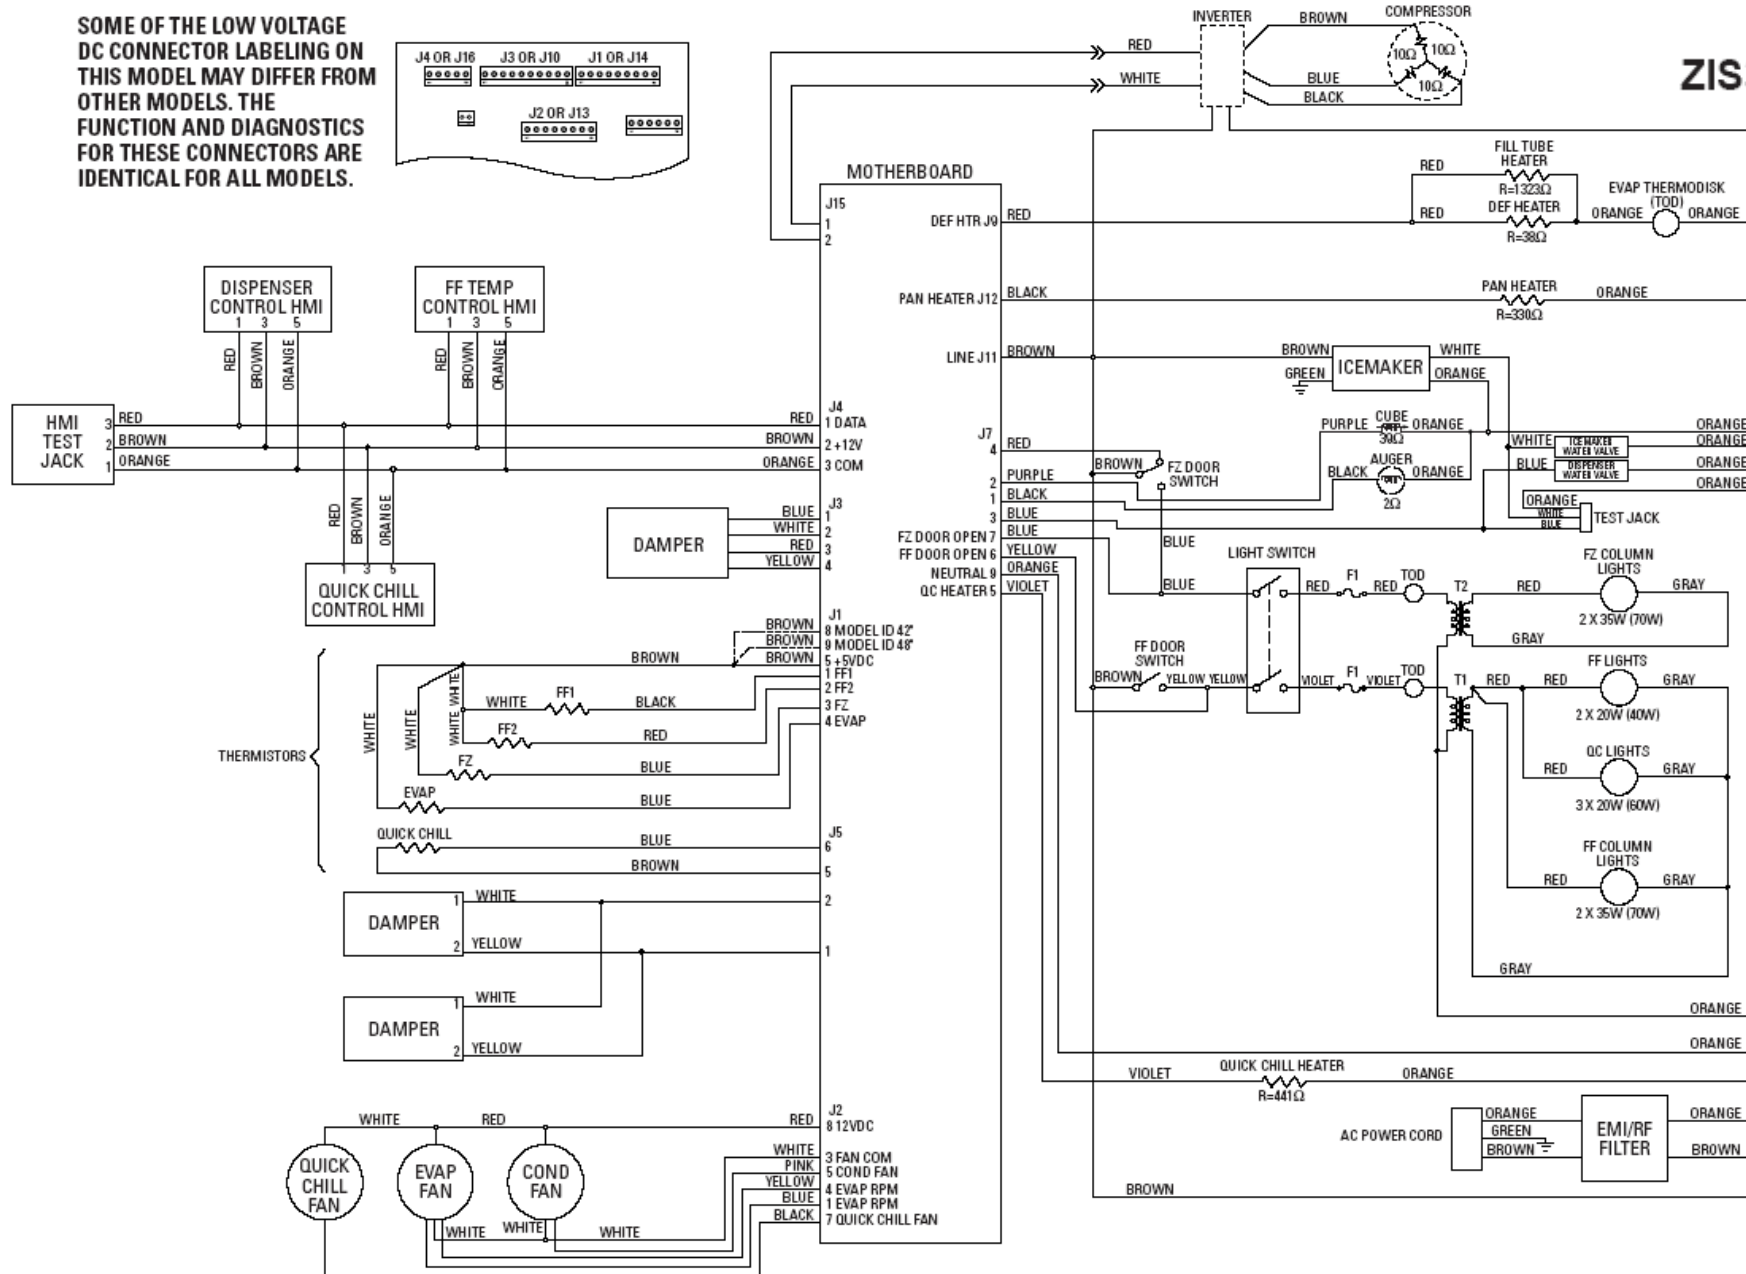 SOME OF THE LOW VOLTAGE
DC CONNECTOR LABELING ON
THIS MODEL MAY DIFFER FROM
OTHER MODELS. THE
FUNCTION AND DIAGNOSTICS
FOR THESE CONNECTORS ARE
IDENTICAL FOR ALL MODELS.
J4 OR J16 J3 OR J10 J1 OR J14
J2 OR J13
INVERTER
BROWN
COMPRESSOR
RED
10Ω 10Ω
WHITE
BLUE
10Ω
BLACK
ZIS
MOTHERBOARD
J15
1
2
DEF HTR J9 RED
RED
FILL TUBE
HEATER
R=1323Ω
RED
DEF HEATER
R=38Ω
ORANGE
EVAP THERMODISK
(TOD)
ORANGE
PAN HEATER J12 BLACK
PAN HEATER
R=330Ω
ORANGE
LINE J11 BROWN
BROWN
GREEN
ICEMAKER
WHITE
ORANGE
DISPENSER
CONTROL HMI
1 3 5
RED BROWN ORANGE
FF TEMP
CONTROL HMI
1 3 5
RED BROWN ORANGE
HMI
TEST
JACK
3 RED
2 BROWN
1 ORANGE
J4
RED 1 DATA
BROWN 2 +12V
ORANGE 3 COM
RED BROWN ORANGE
1 3 5
QUICK CHILL
CONTROL HMI
DAMPER
J3
BLUE 1
WHITE 2
RED 3
YELLOW 4
J7
4 RED
2 PURPLE
1 BLACK
3 BLUE
FZ DOOR OPEN 7 BLUE
FF DOOR OPEN 6 YELLOW
NEUTRAL 9 ORANGE
QC HEATER 5 VIOLET
BROWN
FZ DOOR
SWITCH
BLUE
BLUE
PURPLE CUBE ORANGE
39Ω
BLACK AUGER ORANGE
2Ω
ORANGE
WHITE ICEMAKER
WATER VALVE
ORANGE
BLUE DISPENSER
WATER VALVE
ORANGE
ORANGE
ORANGE
WHITE
BLUE
TEST JACK
LIGHT SWITCH
RED F1 RED TOD
T2
RED
FZ COLUMN
LIGHTS
GRAY
2 X 35W (70W)
GRAY
FF DOOR
SWITCH
BROWN YELLOW YELLOW
VIOLET F1 VIOLET TOD
T1
RED RED
FF LIGHTS
GRAY
2 X 20W (40W)
QC LIGHTS
RED GRAY
3 X 20W (60W)
FF COLUMN
LIGHTS
RED GRAY
2 X 35W (70W)
GRAY
ORANGE
ORANGE
VIOLET
QUICK CHILL HEATER
R=441Ω
ORANGE
AC POWER CORD
ORANGE
GREEN
BROWN
EMI/RF
FILTER
ORANGE
BROWN
BROWN
J1
BROWN 8 MODEL ID 42"
BROWN 9 MODEL ID 48"
BROWN BROWN 5 +5VDC
1 FF1
2 FF2
3 FZ
4 EVAP
THERMISTORS
WHITE WHITE WHITE WHITE
WHITE FF1 BLACK
FF2 RED
FZ BLUE
EVAP BLUE
QUICK CHILL BLUE
J5
6
BROWN 5
DAMPER
1 WHITE 2
2 YELLOW 1
DAMPER
1 WHITE
2 YELLOW
WHITE RED RED
J2
8 12VDC
QUICK
CHILL
FAN
EVAP
FAN
COND
FAN
WHITE 3 FAN COM
PINK 5 COND FAN
YELLOW 4 EVAP RPM
BLUE 1 EVAP RPM
BLACK 7 QUICK CHILL FAN
WHITE WHITE WHITE